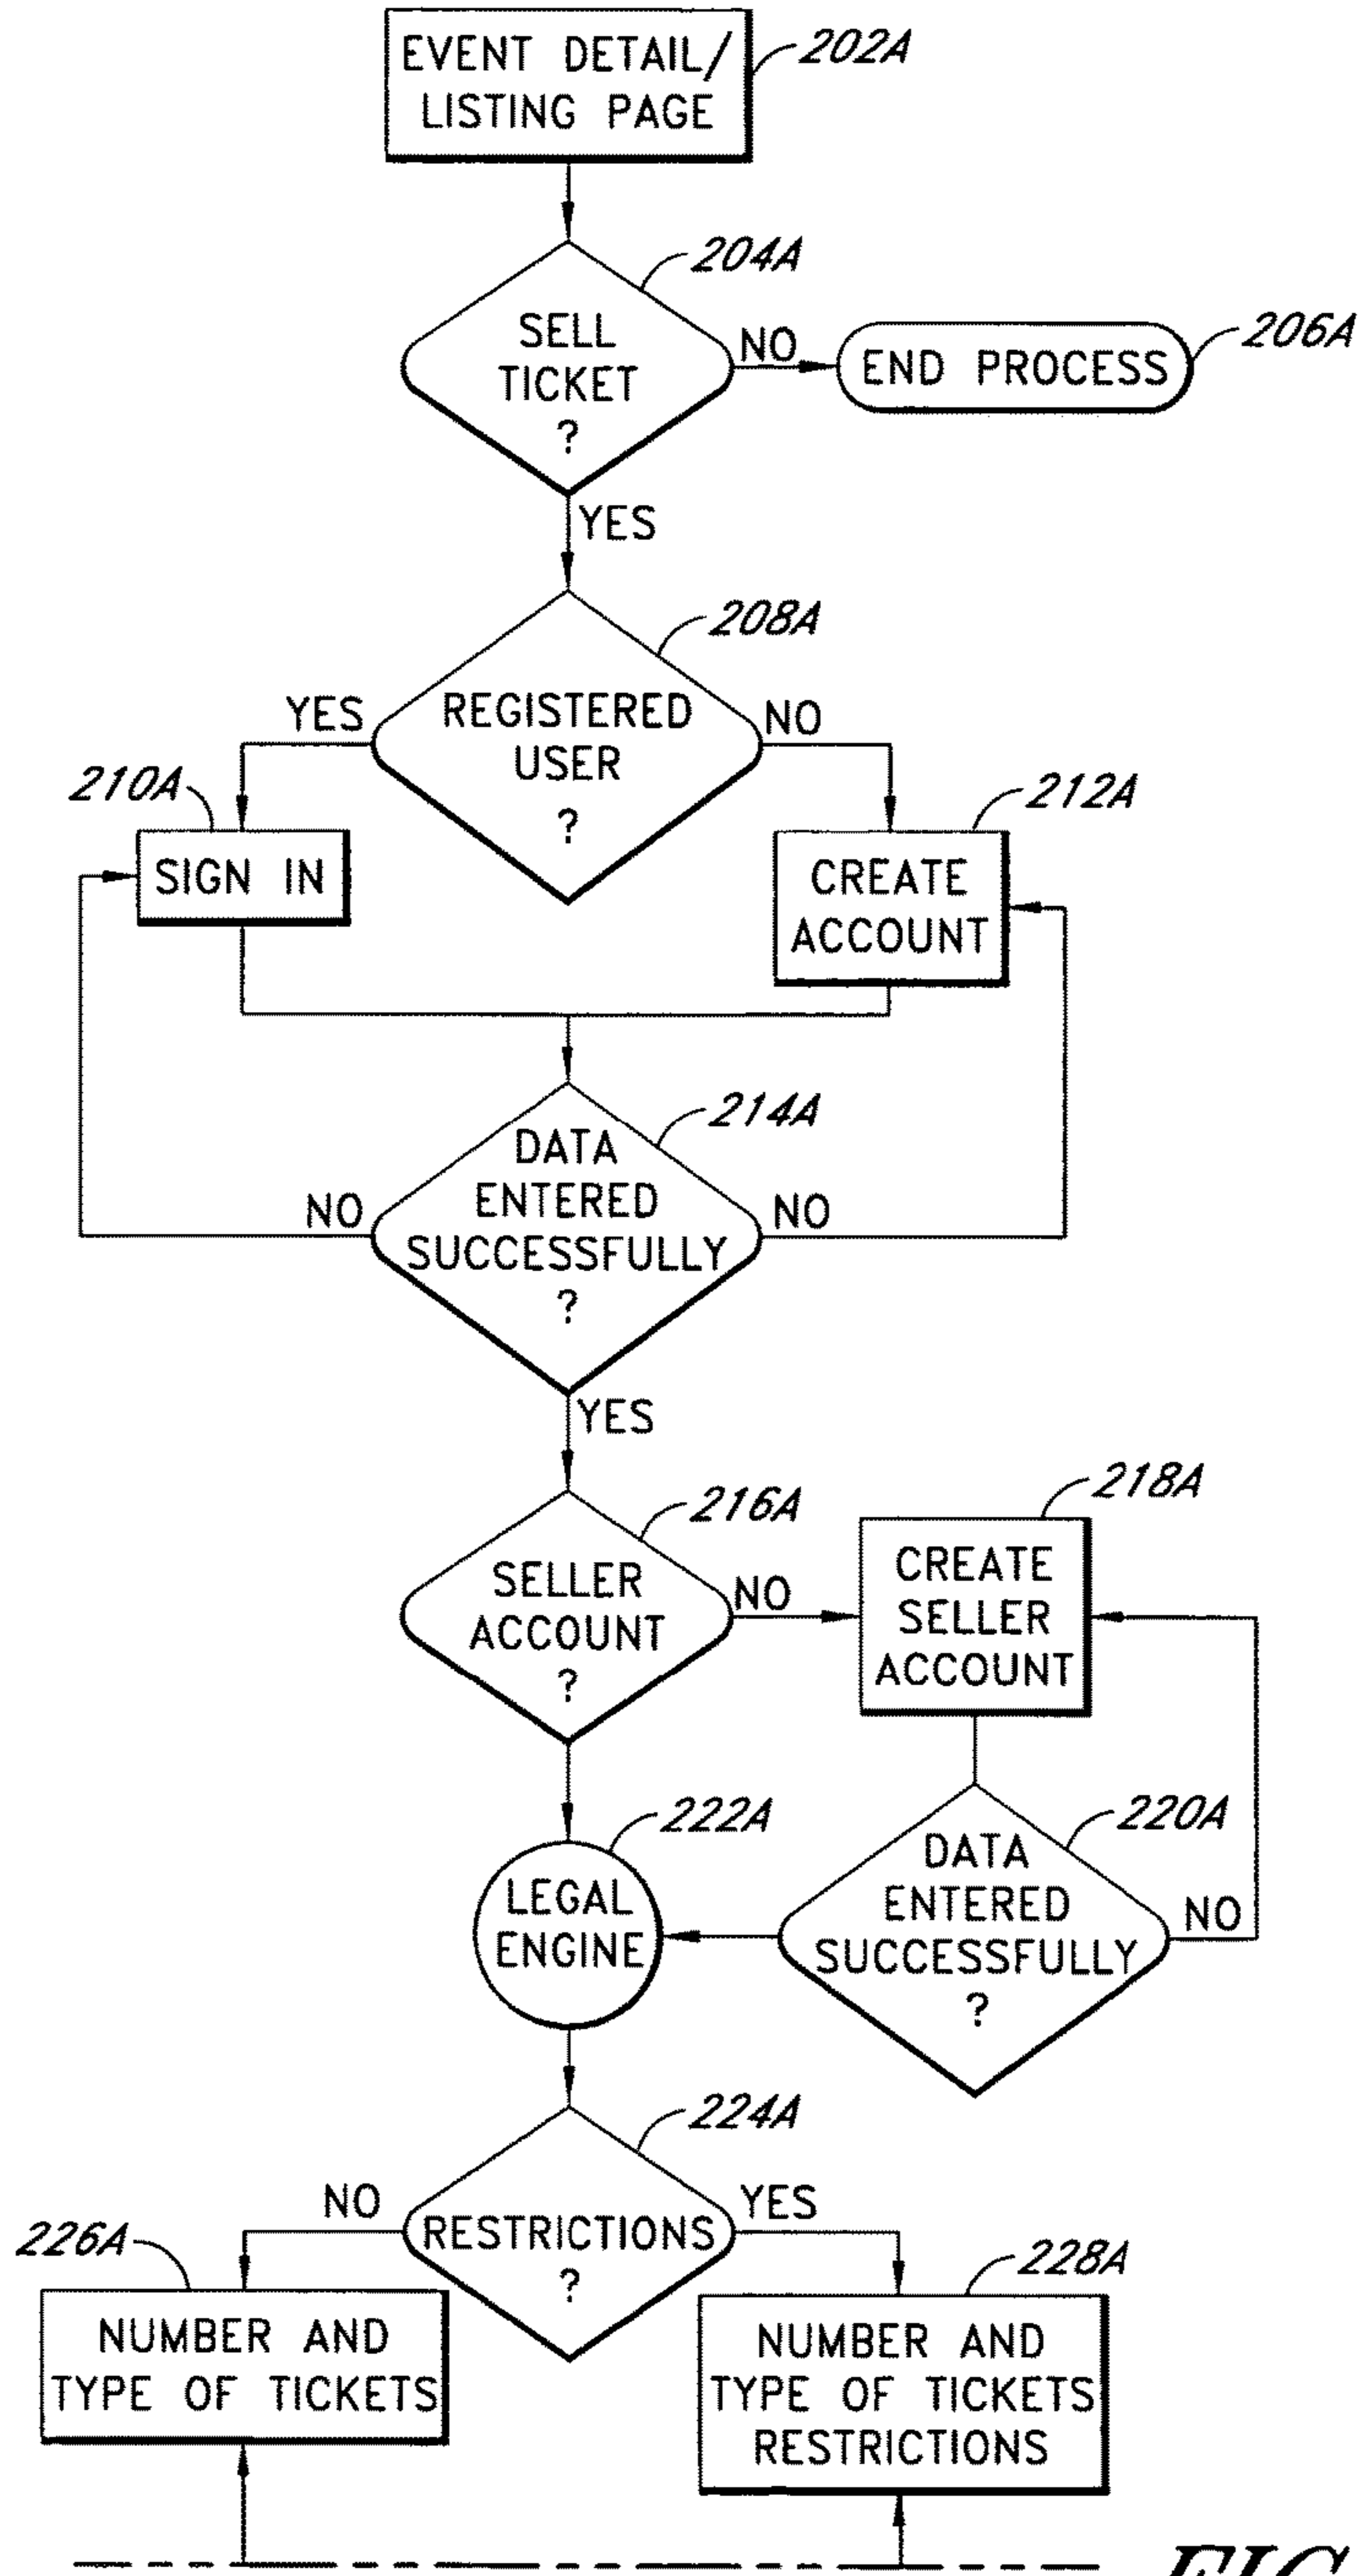 EVENT DETAIL/
LISTING PAGE
202A
204A
SELL
TICKET
?
NO
END PROCESS
206A
YES
208A
REGISTERED
USER
?
YES
NO
210A
SIGN IN
212A
CREATE
ACCOUNT
214A
DATA
ENTERED
SUCCESSFULLY
?
NO
NO
YES
216A
SELLER
ACCOUNT
?
NO
218A
CREATE
SELLER
ACCOUNT
222A
LEGAL
ENGINE
220A
DATA
ENTERED
SUCCESSFULLY
?
NO
224A
RESTRICTIONS
?
NO
YES
226A
NUMBER AND
TYPE OF TICKETS
228A
NUMBER AND
TYPE OF TICKETS
RESTRICTIONS